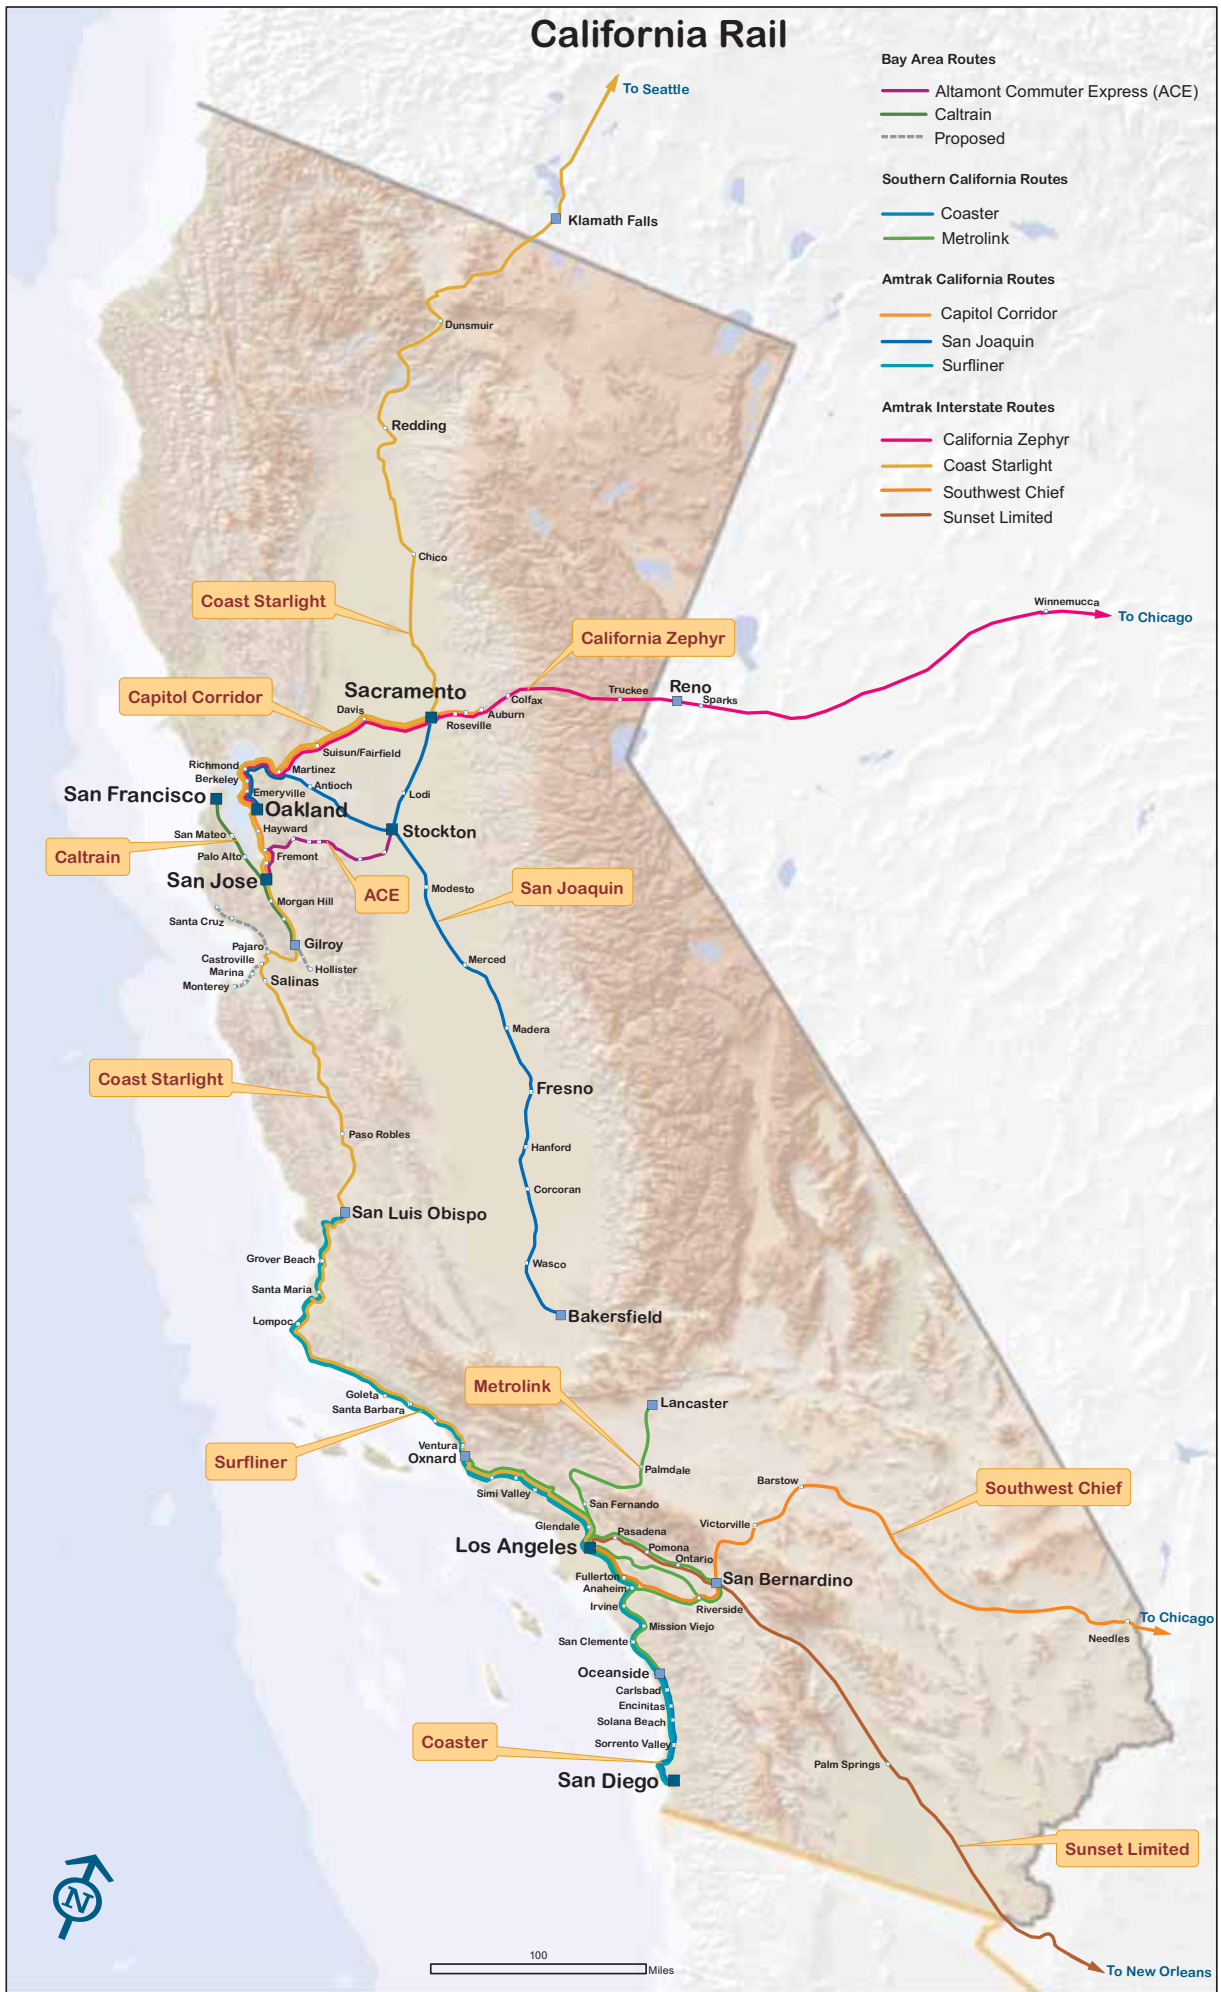 California Rail
Bay Area Routes
Altamont Commuter Express (ACE)
Caltrain
Proposed
Southern California Routes
Coaster
Metrolink
Amtrak California Routes
Capitol Corridor
San Joaquin
Surfliner
Amtrak Interstate Routes
California Zephyr
Coast Starlight
Southwest Chief
Sunset Limited
To Seattle
Klamath Falls
Dunsmuir
Redding
Chico
Coast Starlight
Winnemucca
To Chicago
California Zephyr
Capitol Corridor
Sacramento
Truckee
Reno
Sparks
Colfax
Auburn
Roseville
Davis
Suisun/Fairfield
Richmond
Martinez
Berkeley
Antioch
Emeryville
Lodi
San Francisco
Oakland
Hayward
Stockton
San Mateo
Caltrain
Palo Alto
Fremont
San Jose
ACE
San Joaquin
Modesto
Morgan Hill
Santa Cruz
Gilroy
Pajaro
Castroville
Hollister
Marina
Salinas
Monterey
Merced
Madera
Coast Starlight
Fresno
Paso Robles
Hanford
Corcoran
San Luis Obispo
Grover Beach
Wasco
Santa Maria
Lompoc
Bakersfield
Metrolink
Goleta
Santa Barbara
Lancaster
Surfliner
Ventura
Oxnard
Palmdale
Simi Valley
San Fernando
Barstow
Southwest Chief
Victorville
Glendale
Pasadena
Los Angeles
Pomona
Ontario
Fullerton
San Bernardino
Anaheim
Irvine
Riverside
Mission Viejo
To Chicago
Needles
San Clemente
Oceanside
Carlsbad
Encinitas
Solana Beach
Coaster
Sorrento Valley
San Diego
Palm Springs
Sunset Limited
N
100
Miles
To New Orleans